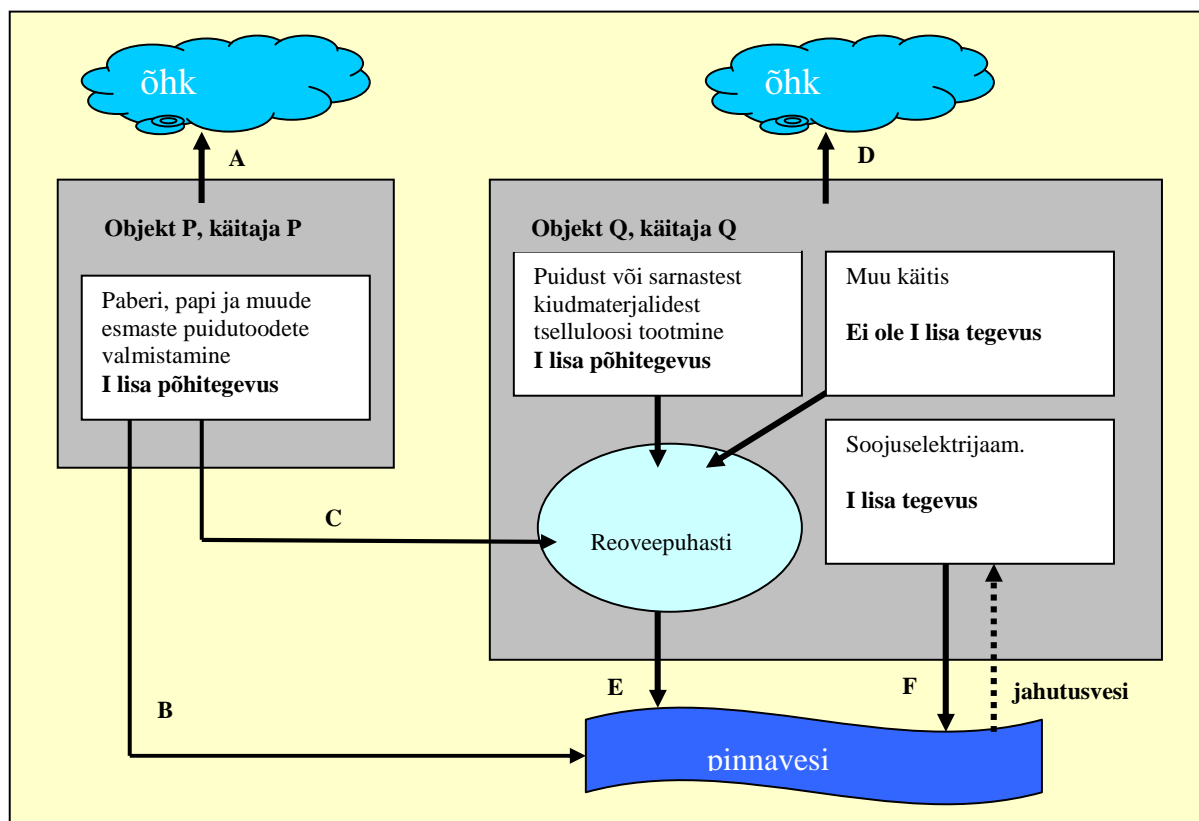 õhk
õhk
A
D
Objekt P, käitaja P
Paberi, papi ja muude
esmaste puidutoodete
valmistamine
I lisa põhitegevus
Objekt Q, käitaja Q
Puidust või sarnastest
kiudmaterjalidest
tselluloosi tootmine
I lisa põhitegevus
Muu käitis
Ei ole I lisa tegevus
Soojuselektrijaam.
I lisa tegevus
C
Reoveepuhasti
B
E
F
jahutusvesi
pinnavesi